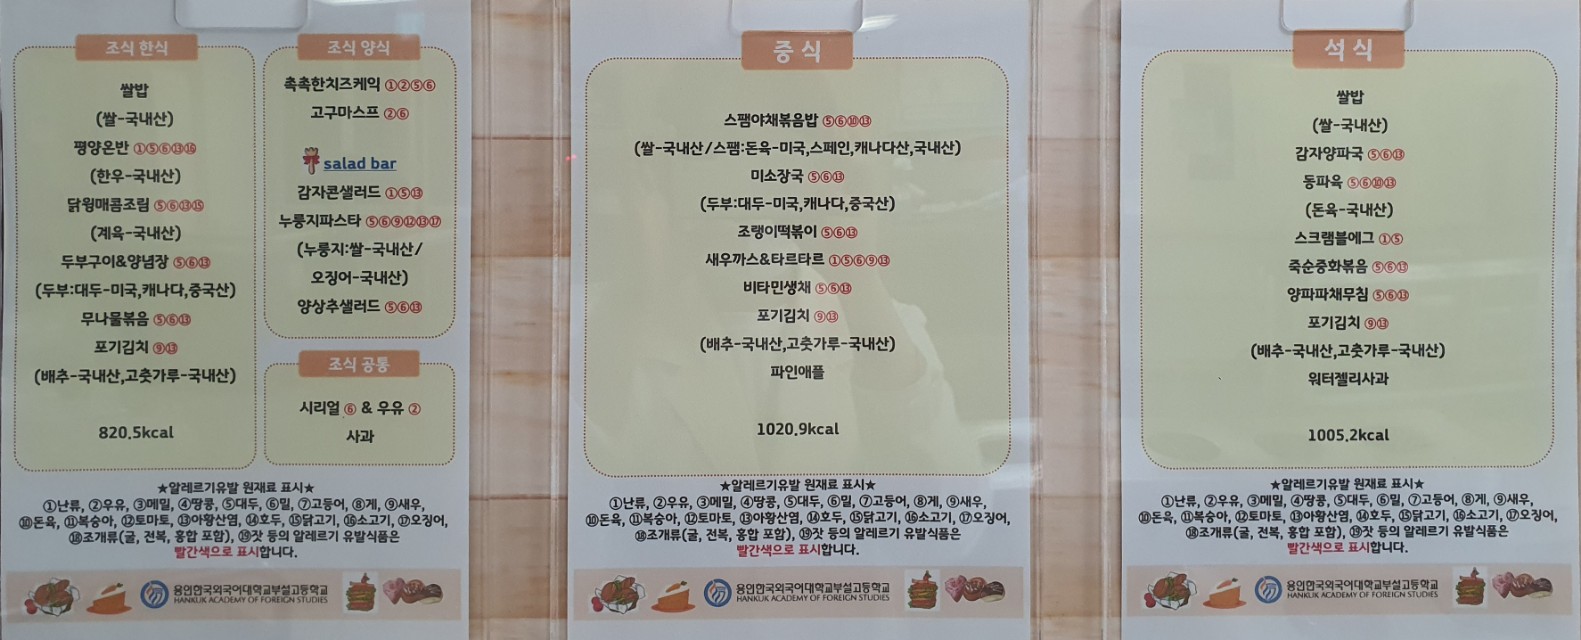 조식 한식
쌀밥
(쌀-국내산)
평양온반 ①⑤⑥⑬⑯
(한우-국내산)
닭윙매콤조림 ⑤⑥⑬⑮
(계육-국내산)
두부구이&양념장 ⑤⑥⑬
(두부:대두-미국,캐나다,중국산)
무나물볶음 ⑤⑥⑬
포기김치 ⑨⑬
(배추-국내산,고춧가루-국내산)
820.5kcal
조식 양식
촉촉한치즈케익 ①②⑤⑥
고구마스프 ②⑥
salad bar
감자콘샐러드 ①⑤⑬
누룽지파스타 ⑤⑥⑨⑫⑬⑰
(누룽지:쌀-국내산/
오징어-국내산)
양상추샐러드 ⑤⑥⑬
조식 공통
시리얼 ⑥ & 우유 ②
사과
★알레르기유발 원재료 표시★
①난류, ②우유, ③메밀, ④땅콩, ⑤대두, ⑥밀, ⑦고등어, ⑧게, ⑨새우,
⑩돈육, ⑪복숭아, ⑫토마토, ⑬아황산염, ⑭호두, ⑮닭고기, ⑯소고기, ⑰오징어,
⑱조개류(굴, 전복, 홍합 포함), ⑲잣 등의 알레르기 유발식품은
빨간색으로 표시합니다.
용인한국외국어대학교부설고등학교
HANKUK ACADEMY OF FOREIGN STUDIES
중식
스팸야채볶음밥 ⑤⑥⑩⑬
(쌀-국내산/스팸:돈육-미국,스페인,캐나다산,국내산)
미소장국 ⑤⑥⑬
(두부:대두-미국,캐나다,중국산)
조랭이떡볶이 ⑤⑥⑬
새우까스&타르타르 ①⑤⑥⑨⑬
비타민생채 ⑤⑥⑬
포기김치 ⑨⑬
(배추-국내산,고춧가루-국내산)
파인애플
1020.9kcal
★알레르기유발 원재료 표시★
①난류, ②우유, ③메밀, ④땅콩, ⑤대두, ⑥밀, ⑦고등어, ⑧게, ⑨새우,
⑩돈육, ⑪복숭아, ⑫토마토, ⑬아황산염, ⑭호두, ⑮닭고기, ⑯소고기, ⑰오징어,
⑱조개류(굴, 전복, 홍합 포함), ⑲잣 등의 알레르기 유발식품은
빨간색으로 표시합니다.
용인한국외국어대학교부설고등학교
HANKUK ACADEMY OF FOREIGN STUDIES
석식
쌀밥
(쌀-국내산)
감자양파국 ⑤⑥⑬
동파육 ⑤⑥⑩⑬
(돈육-국내산)
스크램블에그 ①⑤
죽순중화볶음 ⑤⑥⑬
양파파채무침 ⑤⑥⑬
포기김치 ⑨⑬
(배추-국내산,고춧가루-국내산)
워터젤리사과
1005.2kcal
★알레르기유발 원재료 표시★
①난류, ②우유, ③메밀, ④땅콩, ⑤대두, ⑥밀, ⑦고등어, ⑧게, ⑨새우,
⑩돈육, ⑪복숭아, ⑫토마토, ⑬아황산염, ⑭호두, ⑮닭고기, ⑯소고기, ⑰오징어,
⑱조개류(굴, 전복, 홍합 포함), ⑲잣 등의 알레르기 유발식품은
빨간색으로 표시합니다.
용인한국외국어대학교부설고등학교
HANKUK ACADEMY OF FOREIGN STUDIES